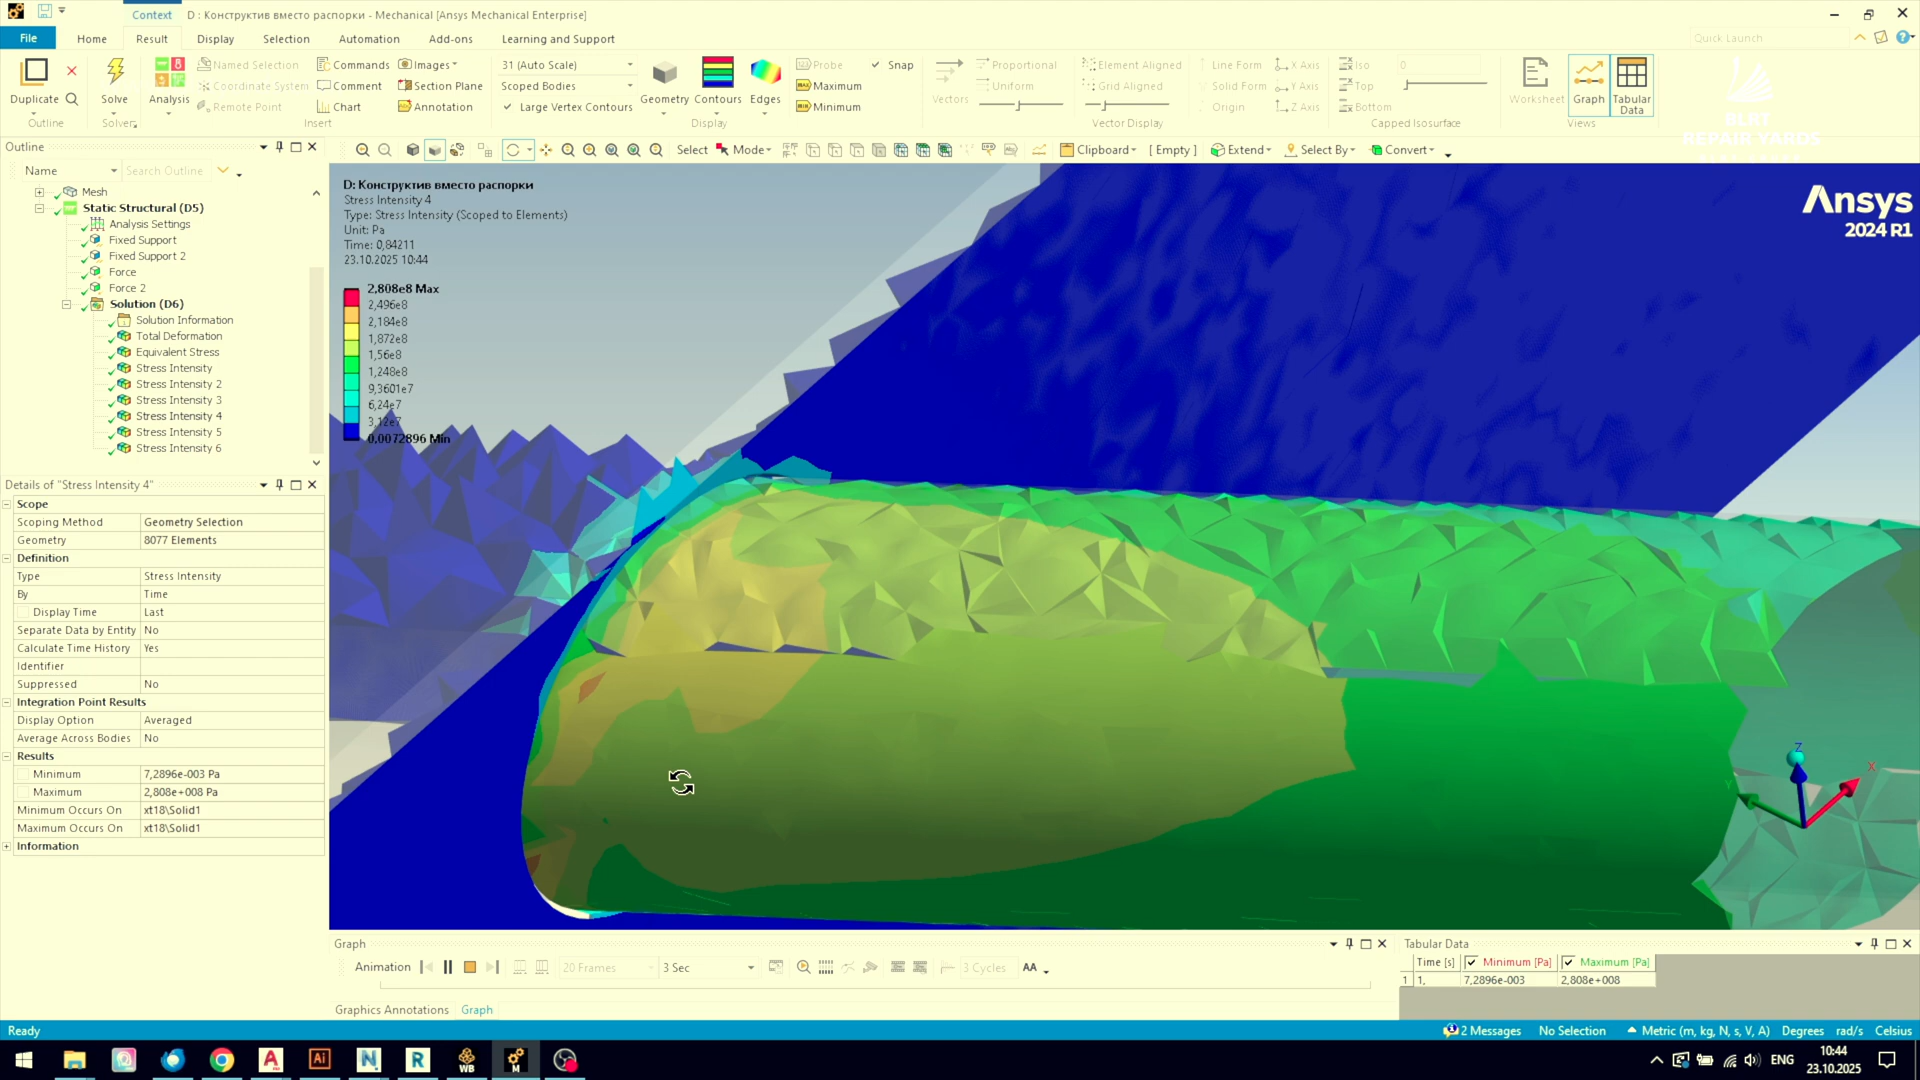 Context
D : Конструктив вместо распорки - Mechanical [Ansys Mechanical Enterprise]
File
Home
Result
Display
Selection
Automation
Add-ons
Learning and Support
Quick Launch
Duplicate
Outline
Solve
Solver
Analysis
Named Selection
Coordinate System
Remote Point
Commands
Comment
Chart
Images
Section Plane
Annotation
Insert
31 (Auto Scale)
Scoped Bodies
Large Vertex Contours
Geometry
Contours
Edges
Display
Probe
Maximum
Minimum
Snap
Vectors
Proportional
Uniform
Element Aligned
Grid Aligned
Line Form
Solid Form
Origin
X Axis
Y Axis
Z Axis
Vector Display
Iso
Top
Bottom
0
Capped Isosurface
Worksheet
Graph
Tabular
Data
Views
BLRT
REPAIR YARDS
Outline
Name
Search Outline
Select
Mode
Clipboard
[ Empty ]
Extend
Select By
Convert
Mesh
Static Structural (D5)
Analysis Settings
Fixed Support
Fixed Support 2
Force
Force 2
Solution (D6)
Solution Information
Total Deformation
Equivalent Stress
Stress Intensity
Stress Intensity 2
Stress Intensity 3
Stress Intensity 4
Stress Intensity 5
Stress Intensity 6
Details of "Stress Intensity 4"
Scope
Scoping Method Geometry Selection
Geometry 8077 Elements
Definition
Type Stress Intensity
By Time
Display Time Last
Separate Data by Entity No
Calculate Time History Yes
Identifier
Suppressed No
Integration Point Results
Display Option Averaged
Average Across Bodies No
Results
Minimum 7,2896e-003 Pa
Maximum 2,808e+008 Pa
Minimum Occurs On xt18\Solid1
Maximum Occurs On xt18\Solid1
Information
D: Конструктив вместо распорки
Stress Intensity 4
Type: Stress Intensity (Scoped to Elements)
Unit: Pa
Time: 0,84211
23.10.2025 10:44
2,808e8 Max
2,496e8
2,184e8
1,872e8
1,56e8
1,248e8
9,3601e7
6,24e7
3,12e7
0,0072896 Min
Ansys
2024 R1
Z
X
Y
Graph
Animation
20 Frames
3 Sec
3 Cycles
AA
Graphics Annotations
Graph
Tabular Data
Time [s] Minimum [Pa] Maximum [Pa]
1 1, 7,2896e-003 2,808e+008
Ready
2 Messages
No Selection
Metric (m, kg, N, s, V, A)
Degrees
rad/s
Celsius
WB
M
ENG
10:44
23.10.2025